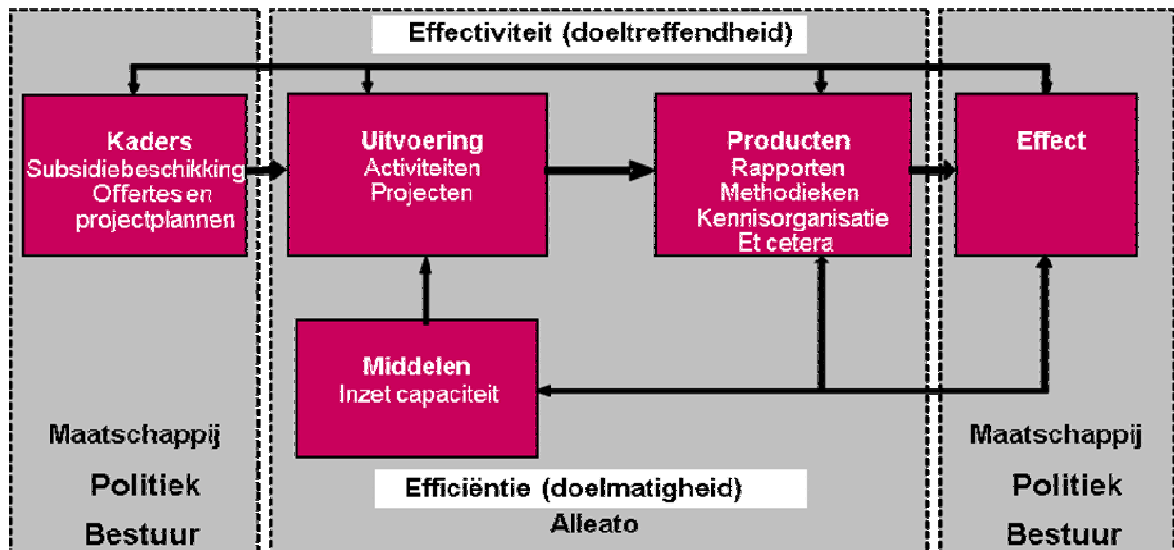 Effectiviteit (doeltreffendheid)
Kaders
Subsidiebeschikking
Offertes en
projectplannen
Uitvoering
Activiteiten
Projecten
Producten
Rapporten
Methodieken
Kennisorganisatie
Et cetera
Effect
Middelen
Inzet capaciteit
Maatschappij
Politiek
Bestuur
Efficiëntie (doelmatigheid)
Alleato
Maatschappij
Politiek
Bestuur